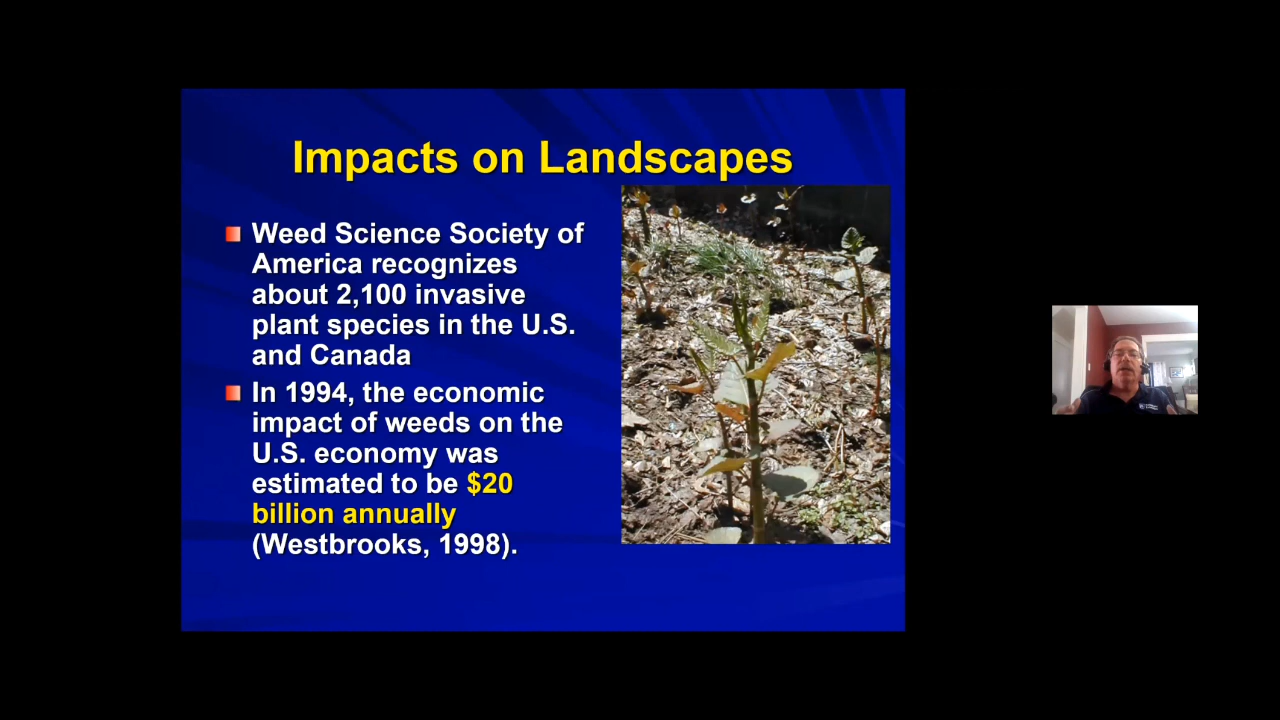 Impacts on Landscapes
Weed Science Society of
America recognizes
about 2,100 invasive
plant species in the U.S.
and Canada
In 1994, the economic
impact of weeds on the
U.S. economy was
estimated to be $20
billion annually
(Westbrooks, 1998).